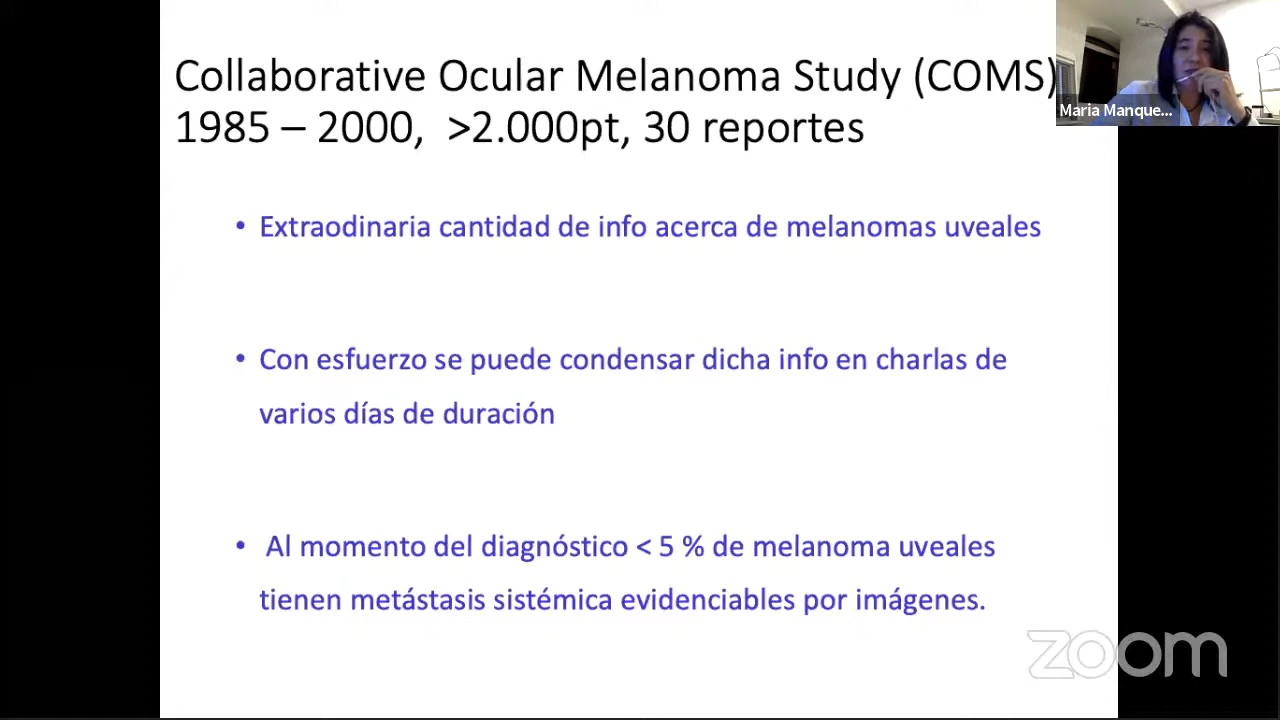 Collaborative Ocular Melanoma Study (COMS)
1985 – 2000, >2.000pt, 30 reportes
Maria Manque...
• Extraodinaria cantidad de info acerca de melanomas uveales
• Con esfuerzo se puede condensar dicha info en charlas de
varios días de duración
• Al momento del diagnóstico < 5 % de melanoma uveales
tienen metástasis sistémica evidenciables por imágenes.
zoom